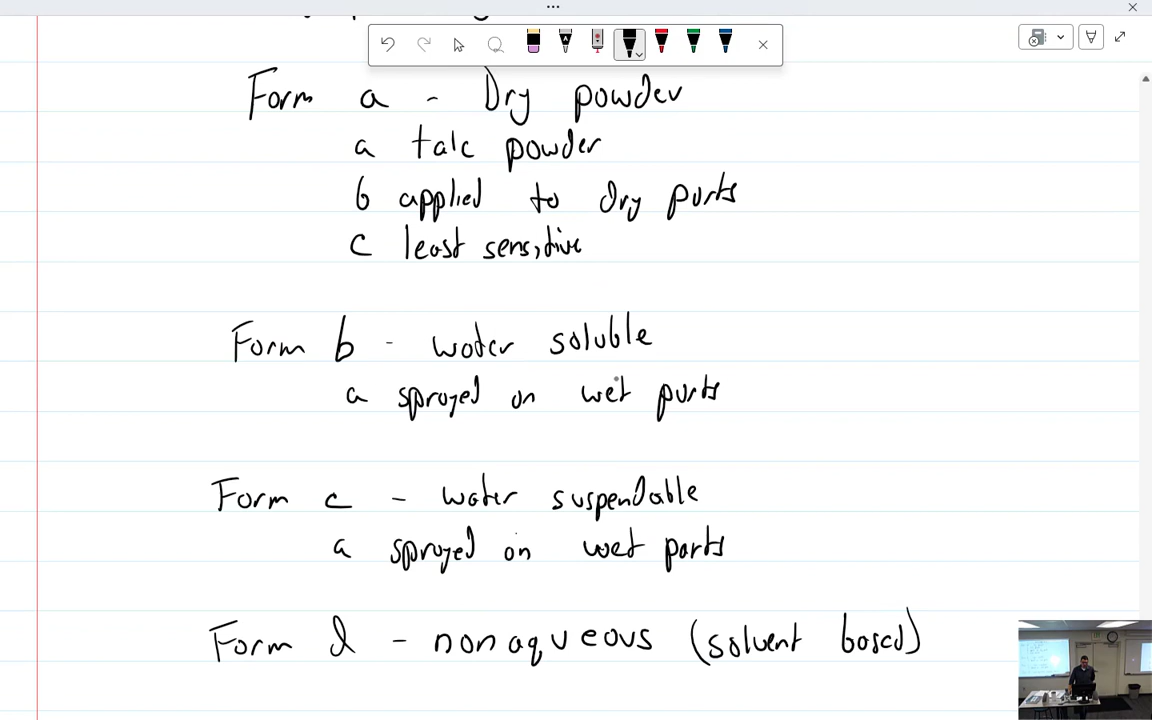 Form a - Dry powder
a talc powder
b applied to dry parts
c least sensitive
Form b - water soluble
a sprayed on wet parts
Form c - water suspendable
a sprayed on wet parts
Form d - nonaqueous (solvent based)